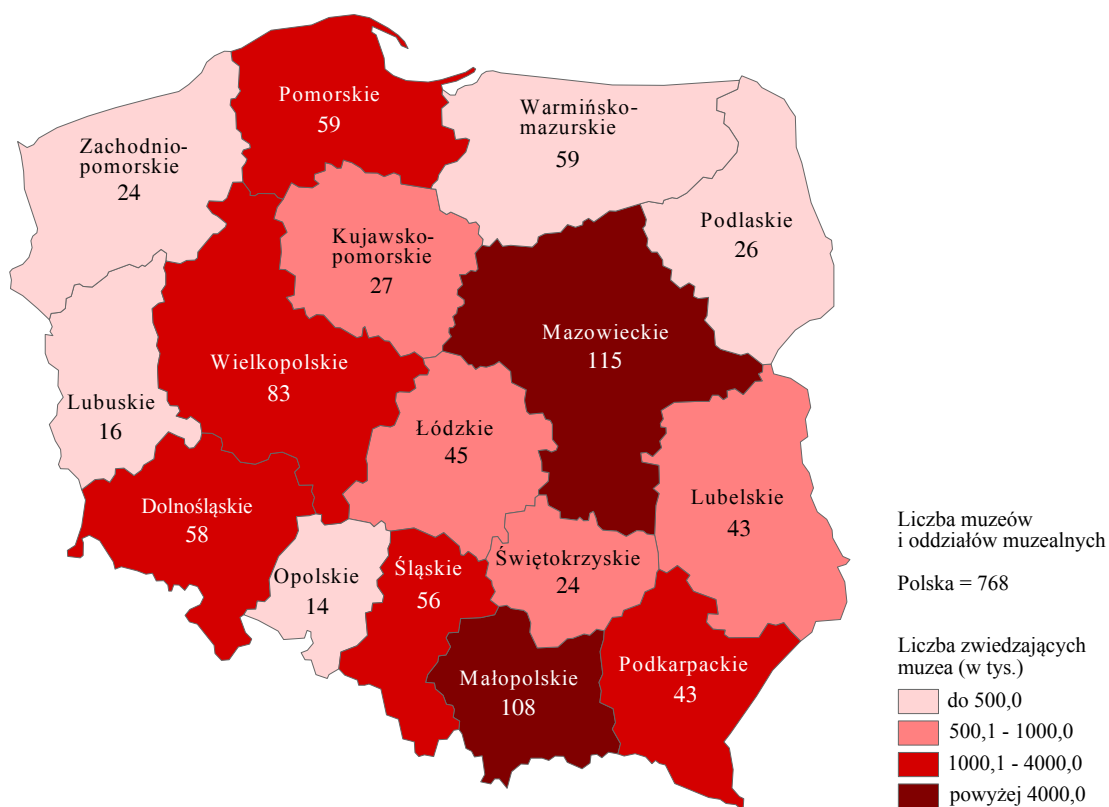 Pomorskie
59
Warmińsko-
mazurskie
59
Zachodnio-
pomorskie
24
Podlaskie
26
Kujawsko-
pomorskie
27
Mazowieckie
115
Wielkopolskie
83
Lubuskie
16
Łódzkie
45
Lubelskie
43
Dolnośląskie
58
Opolskie
14
Śląskie
56
Świętokrzyskie
24
Małopolskie
108
Podkarpackie
43
Liczba muzeów
i oddziałów muzealnych
Polska = 768
Liczba zwiedzających
muzea (w tys.)
do 500,0
500,1 - 1000,0
1000,1 - 4000,0
powyżej 4000,0